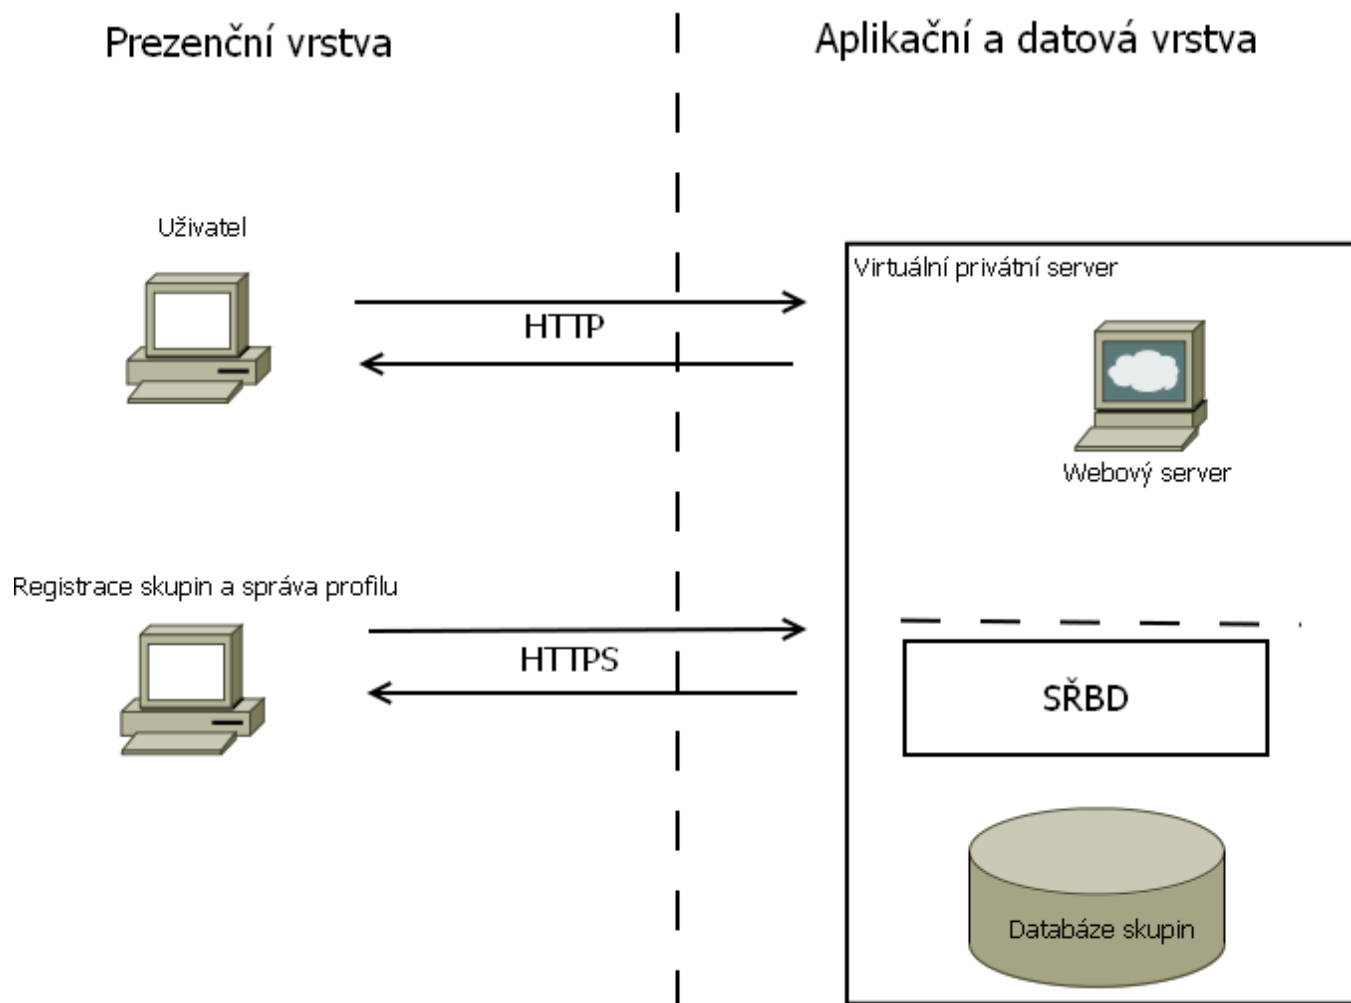 Prezenční vrstva
Aplikační a datová vrstva
Uživatel
Virtuální privátní server
HTTP
Webový server
Registrace skupin a správa profilu
HTTPS
SŘBD
Databáze skupin